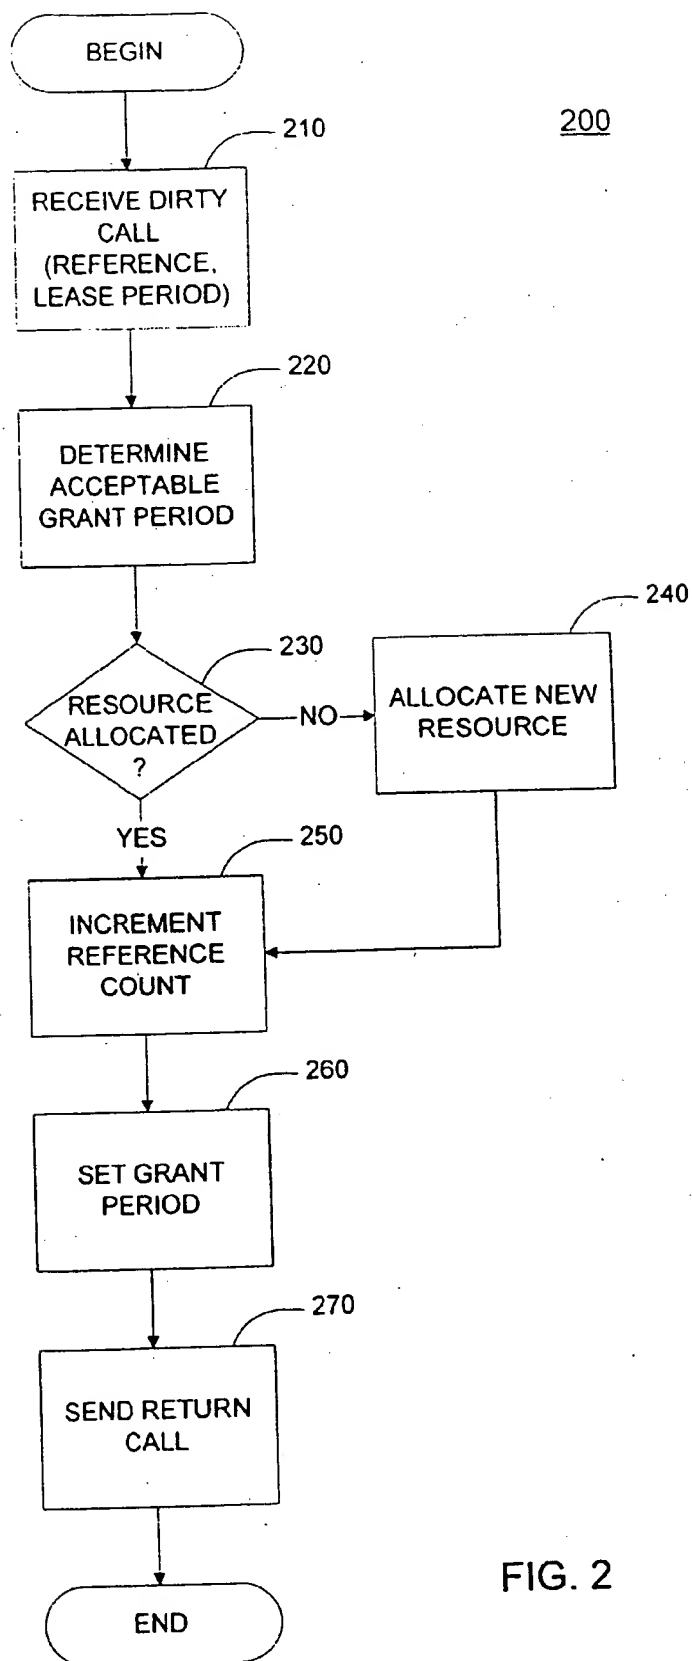 BEGIN
210
200
RECEIVE DIRTY
CALL
(REFERENCE,
LEASE PERIOD)
220
DETERMINE
ACCEPTABLE
GRANT PERIOD
230
240
RESOURCE
ALLOCATED
?
NO
ALLOCATE NEW
RESOURCE
YES
250
INCREMENT
REFERENCE
COUNT
260
SET GRANT
PERIOD
270
SEND RETURN
CALL
FIG. 2
END